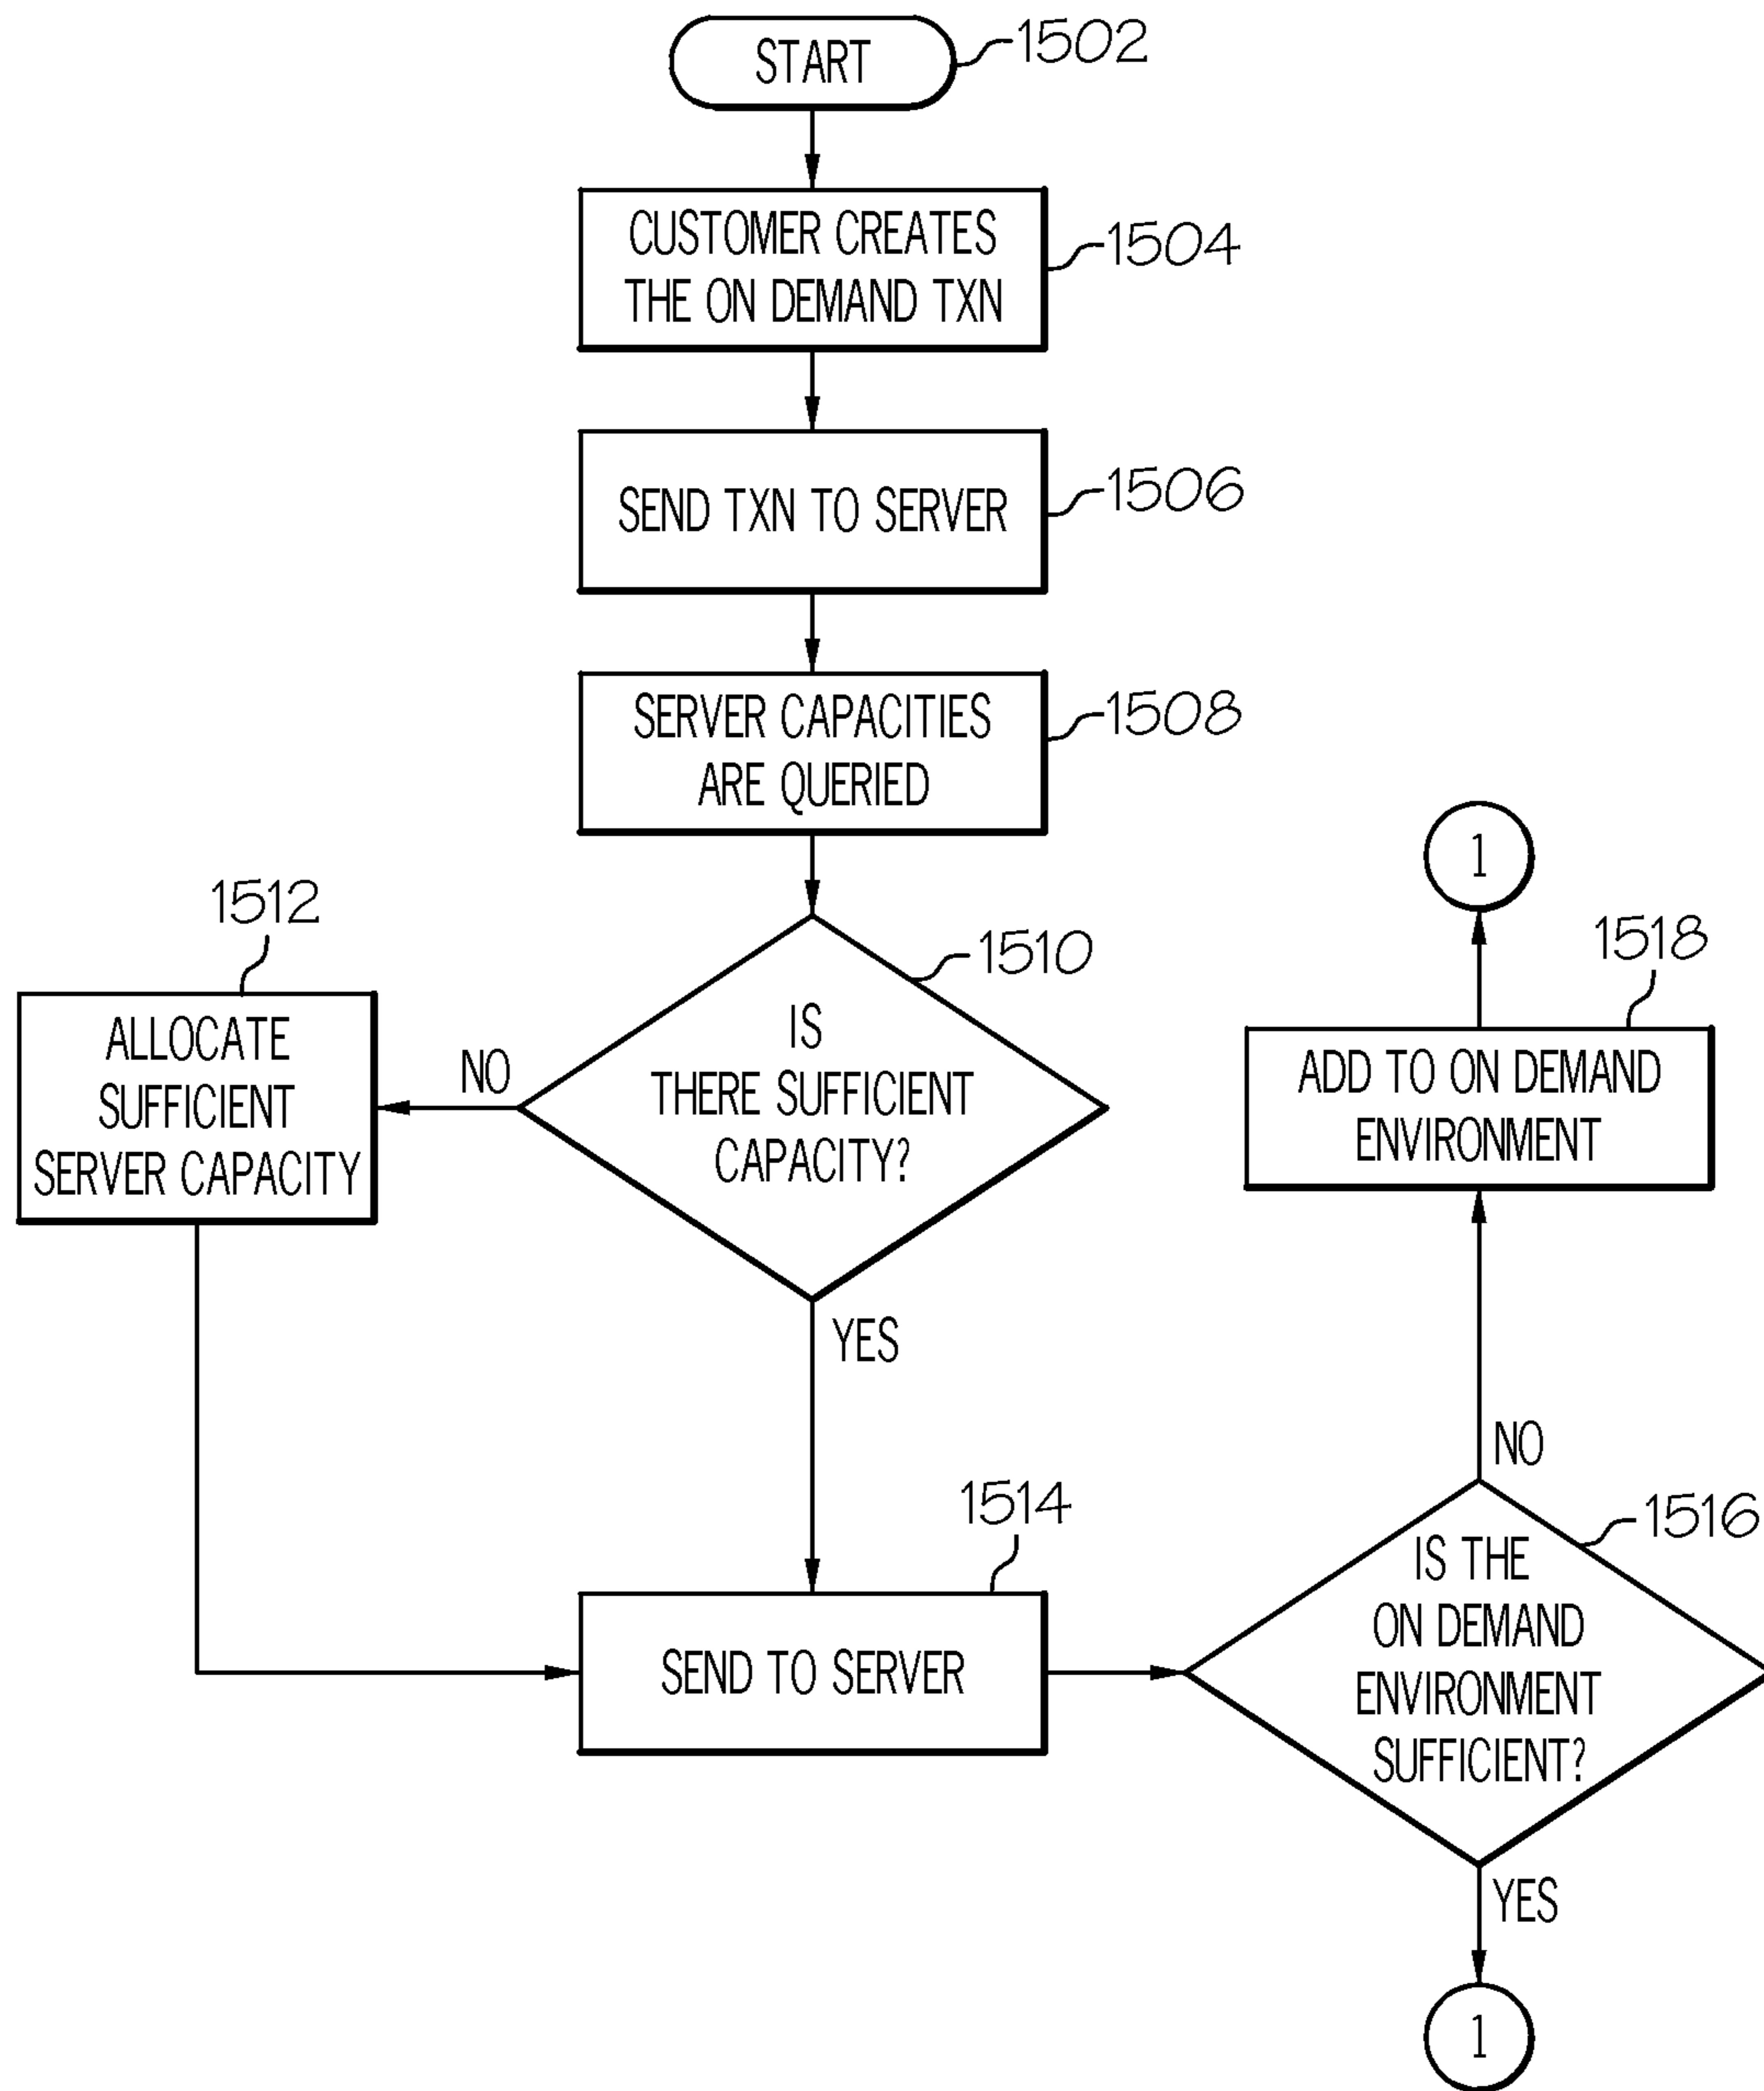 START
1502
CUSTOMER CREATES
THE ON DEMAND TXN
1504
SEND TXN TO SERVER
1506
SERVER CAPACITIES
ARE QUERIED
1508
IS
THERE SUFFICIENT
CAPACITY?
1510
NO
1512
ALLOCATE
SUFFICIENT
SERVER CAPACITY
YES
1514
SEND TO SERVER
1516
IS THE
ON DEMAND
ENVIRONMENT
SUFFICIENT?
NO
1518
ADD TO ON DEMAND
ENVIRONMENT
1
YES
1